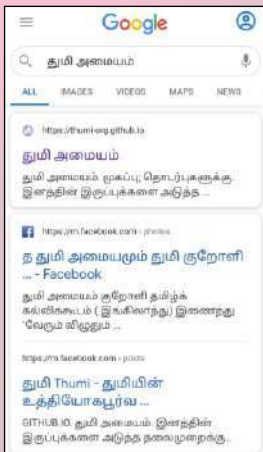 Google
துமி அமையம்
ALL IMAGES VIDEOS MAPS NEWS
https://thumi-org.github.io
துமி அமையம்
துமி அமையம். முகப்பு; தொடர்புகளுக்கு.
இனத்தின் இருப்புக்களை அடுத்த ...
https://m.facebook.com › photos
த துமி அமையமும் துமி குறோளி
... - Facebook
துமி அமையம் குறோளி தமிழ்க்
கல்விக்கூடம் ( இங்கிலாந்து) இணைந்து
'வேரும் விழுதும் ...
https://m.facebook.com › posts
துமி Thumi - துமியின்
உத்தியோகபூர்வ ...
GITHUB.IO. துமி அமையம். இனத்தின்
இருப்புக்களை அடுத்த தலைமுறைக்கு..